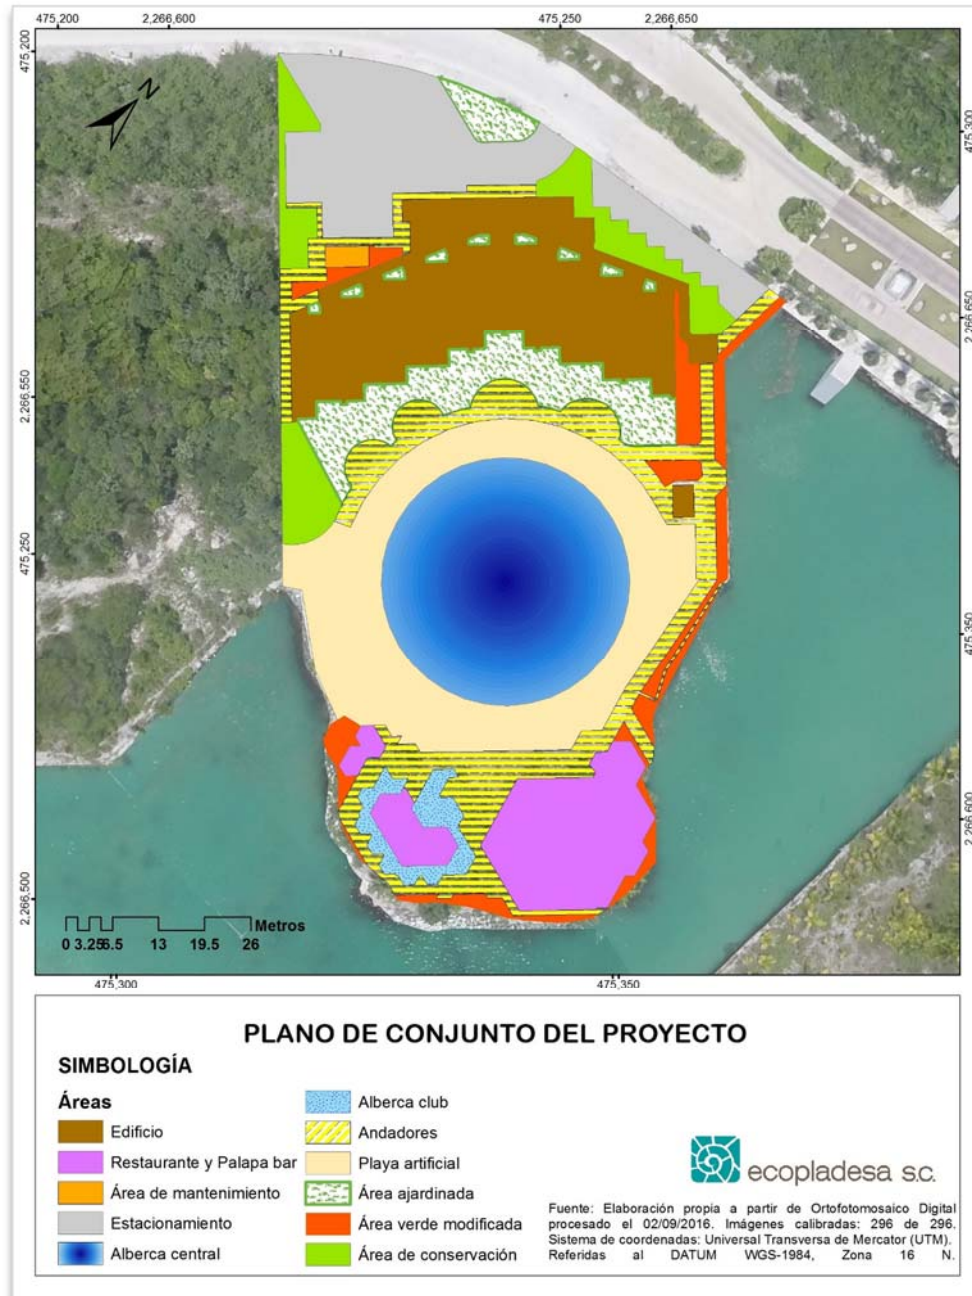 475,200
2,266,600
475,250
2,266,650
475,200
475,300
N
2,266,650
2,266,550
475,250
475,350
2,266,600
2,266,500
Metros
0 3.25 6.5 13 19.5 26
475,300
475,350
PLANO DE CONJUNTO DEL PROYECTO
SIMBOLOGÍA
Áreas
Edificio
Restaurante y Palapa bar
Área de mantenimiento
Estacionamiento
Alberca central
Alberca club
Andadores
Playa artificial
Área ajardinada
Área verde modificada
Área de conservación
ecopladesa s.c.
Fuente: Elaboración propia a partir de Ortofotomosaico Digital
procesado el 02/09/2016. Imágenes calibradas: 296 de 296.
Sistema de coordenadas: Universal Transversa de Mercator (UTM).
Referidas al DATUM WGS-1984, Zona 16 N.